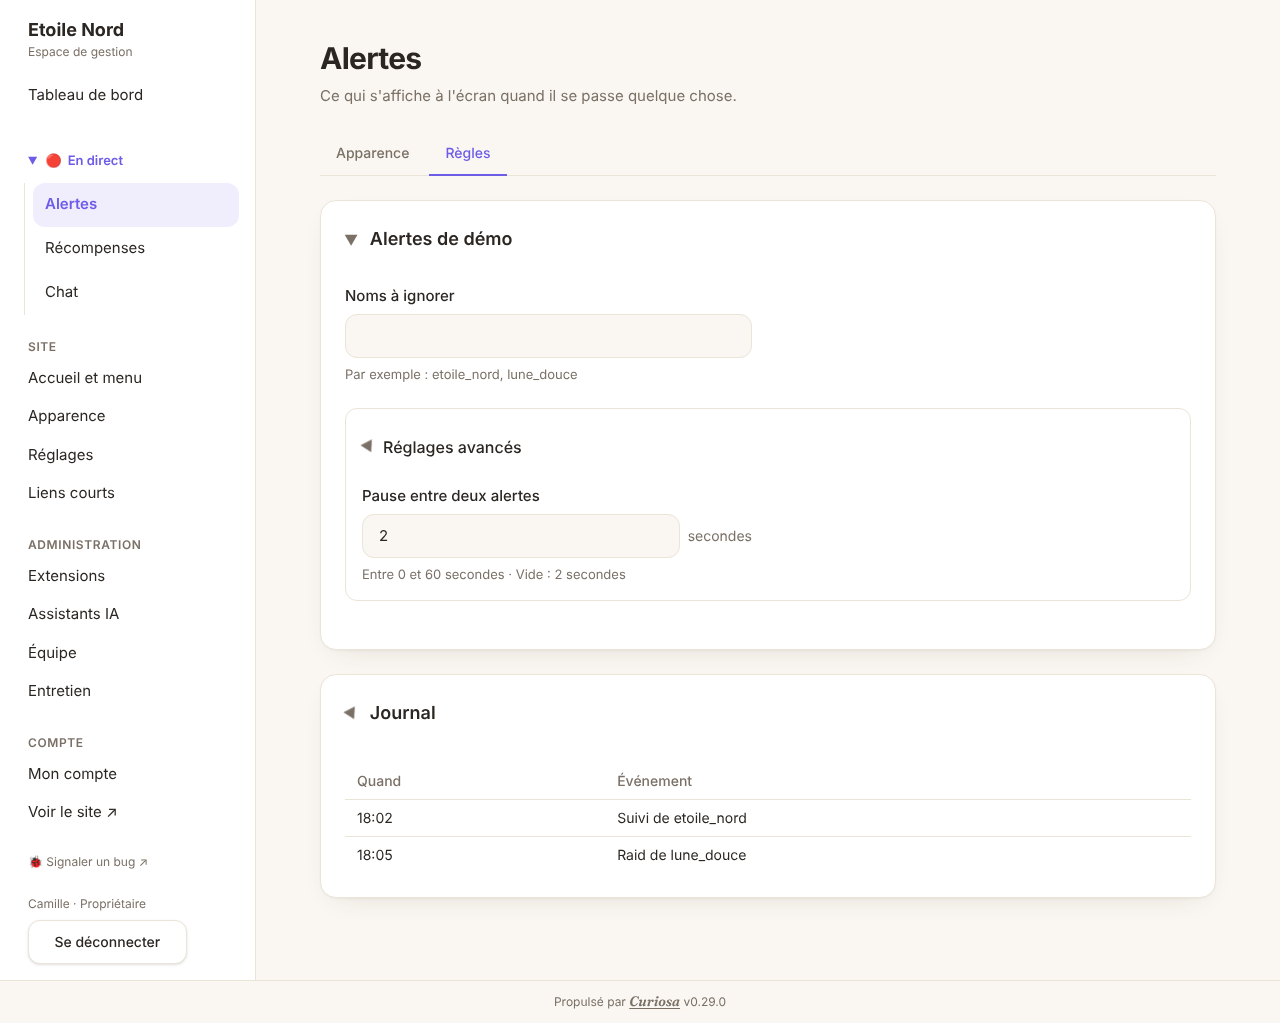 Etoile Nord
Espace de gestion
Tableau de bord
En direct
Alertes
Récompenses
Chat
SITE
Accueil et menu
Apparence
Réglages
Liens courts
ADMINISTRATION
Extensions
Assistants IA
Équipe
Entretien
COMPTE
Mon compte
Voir le site ↗
Signaler un bug ↗
Camille · Propriétaire
Se déconnecter
Alertes
Ce qui s'affiche à l'écran quand il se passe quelque chose.
Apparence Règles
Alertes de démo
Noms à ignorer
Par exemple : etoile_nord, lune_douce
Réglages avancés
Pause entre deux alertes
2 secondes
Entre 0 et 60 secondes · Vide : 2 secondes
Journal
Quand Événement
18:02 Suivi de etoile_nord
18:05 Raid de lune_douce
Propulsé par Curiosa v0.29.0